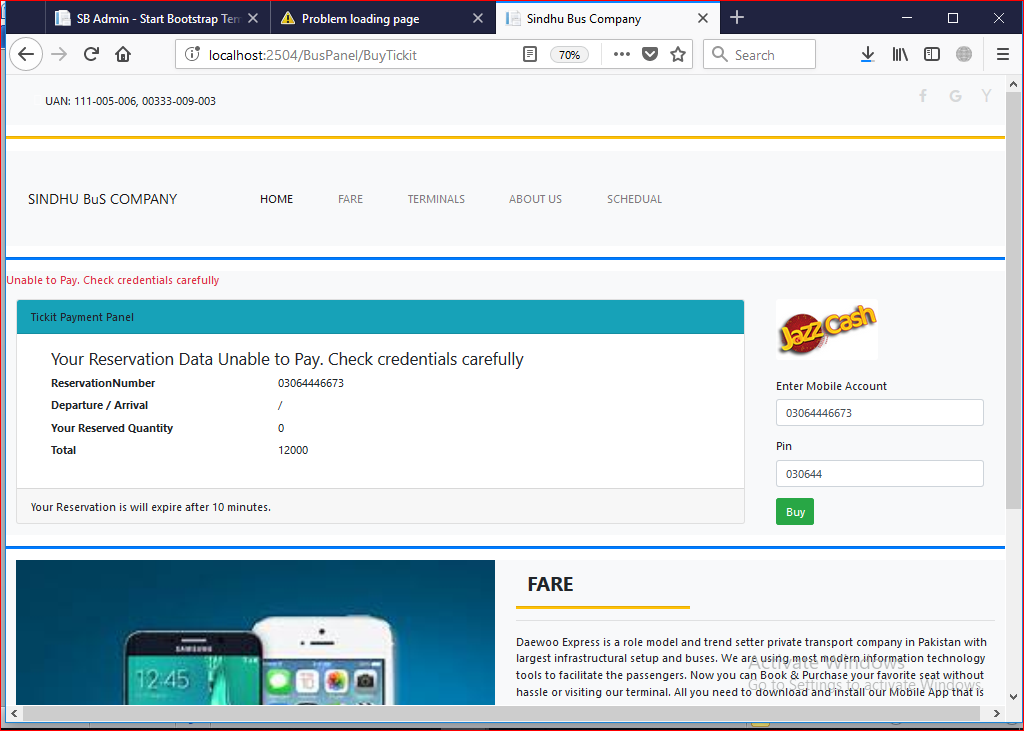 SB Admin - Start Bootstrap Tem
Problem loading page
Sindhu Bus Company
localhost:2504/BusPanel/BuyTickit
70%
Search
UAN: 111-005-006, 00333-009-003
SINDHU BuS COMPANY
HOME
FARE
TERMINALS
ABOUT US
SCHEDUAL
Unable to Pay. Check credentials carefully
Tickit Payment Panel
Your Reservation Data Unable to Pay. Check credentials carefully
ReservationNumber 03064446673
Departure / Arrival /
Your Reserved Quantity 0
Total 12000
Your Reservation is will expire after 10 minutes.
Jazz Cash
Enter Mobile Account
03064446673
Pin
030644
Buy
SAMSUNG
12:45
FARE
Daewoo Express is a role model and trend setter private transport company in Pakistan with
largest infrastructural setup and buses. We are using most modern information technology
tools to facilitate the passengers. Now you can Book & Purchase your favorite seat without
hassle or visiting our terminal. All you need to download and install our Mobile App that is
Activate Windows
Go to Settings to activate Windows.